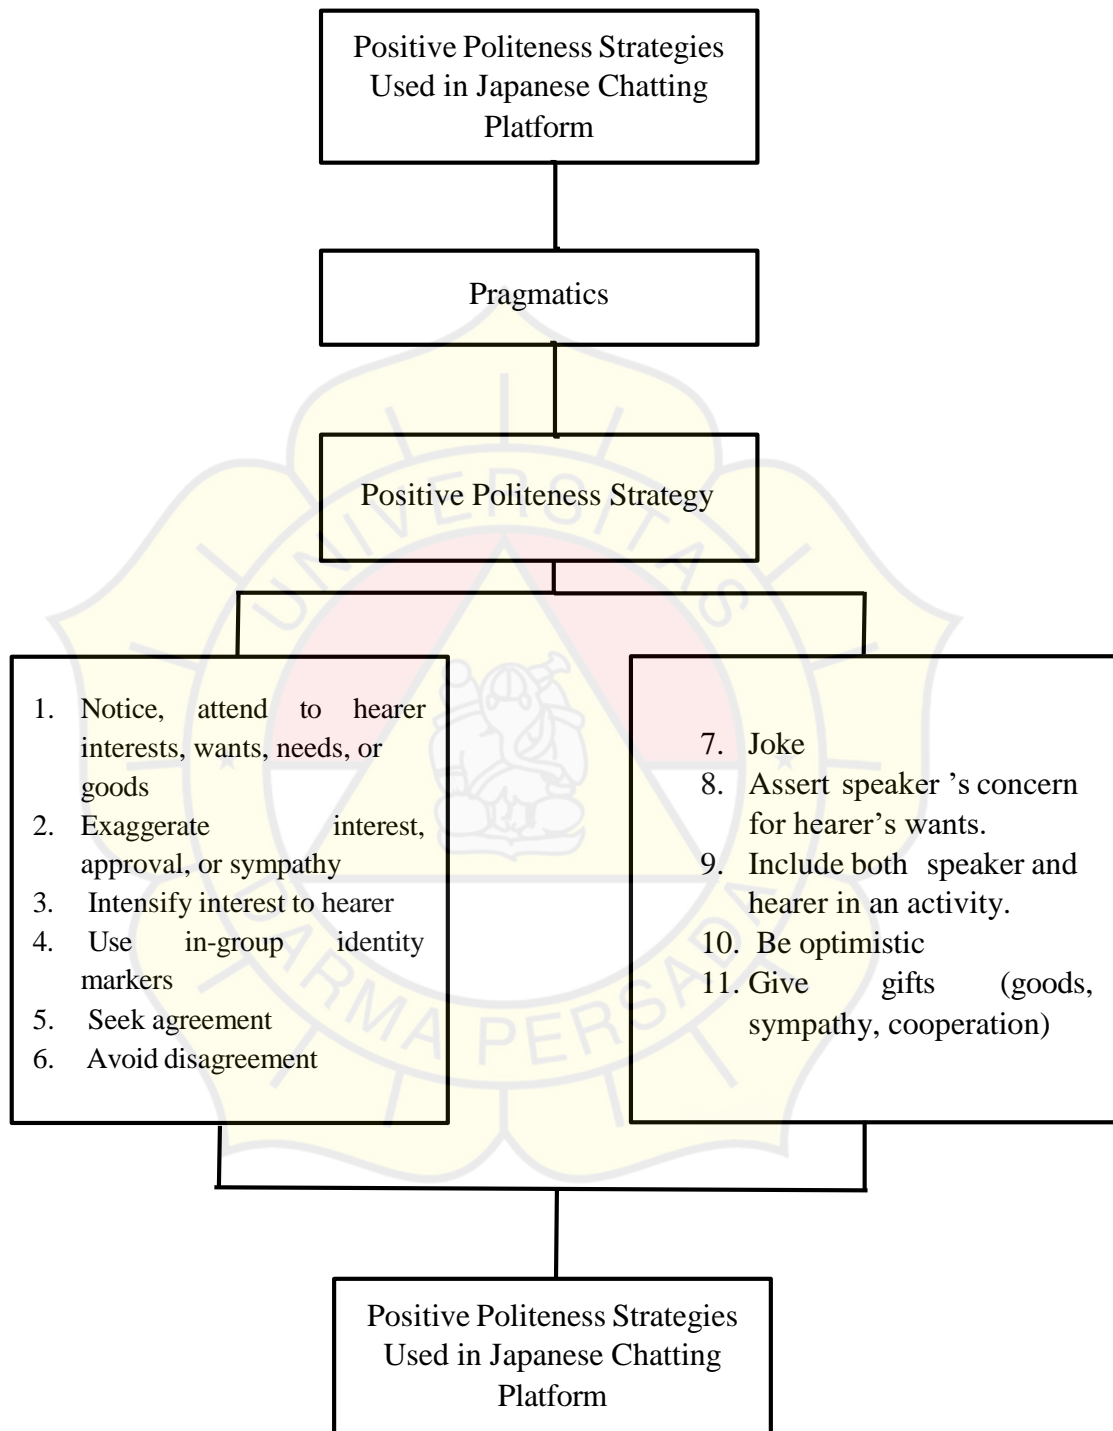 Positive Politeness Strategies
Used in Japanese Chatting
Platform
Pragmatics
Positive Politeness Strategy
1. Notice, attend to hearer
interests, wants, needs, or
goods
2. Exaggerate interest,
approval, or sympathy
3. Intensify interest to hearer
4. Use in-group identity
markers
5. Seek agreement
6. Avoid disagreement
7. Joke
8. Assert speaker ’s concern
for hearer’s wants.
9. Include both speaker and
hearer in an activity.
10. Be optimistic
11. Give gifts (goods,
sympathy, cooperation)
Positive Politeness Strategies
Used in Japanese Chatting
Platform
UNIVERSITAS
DARMA PERSADA